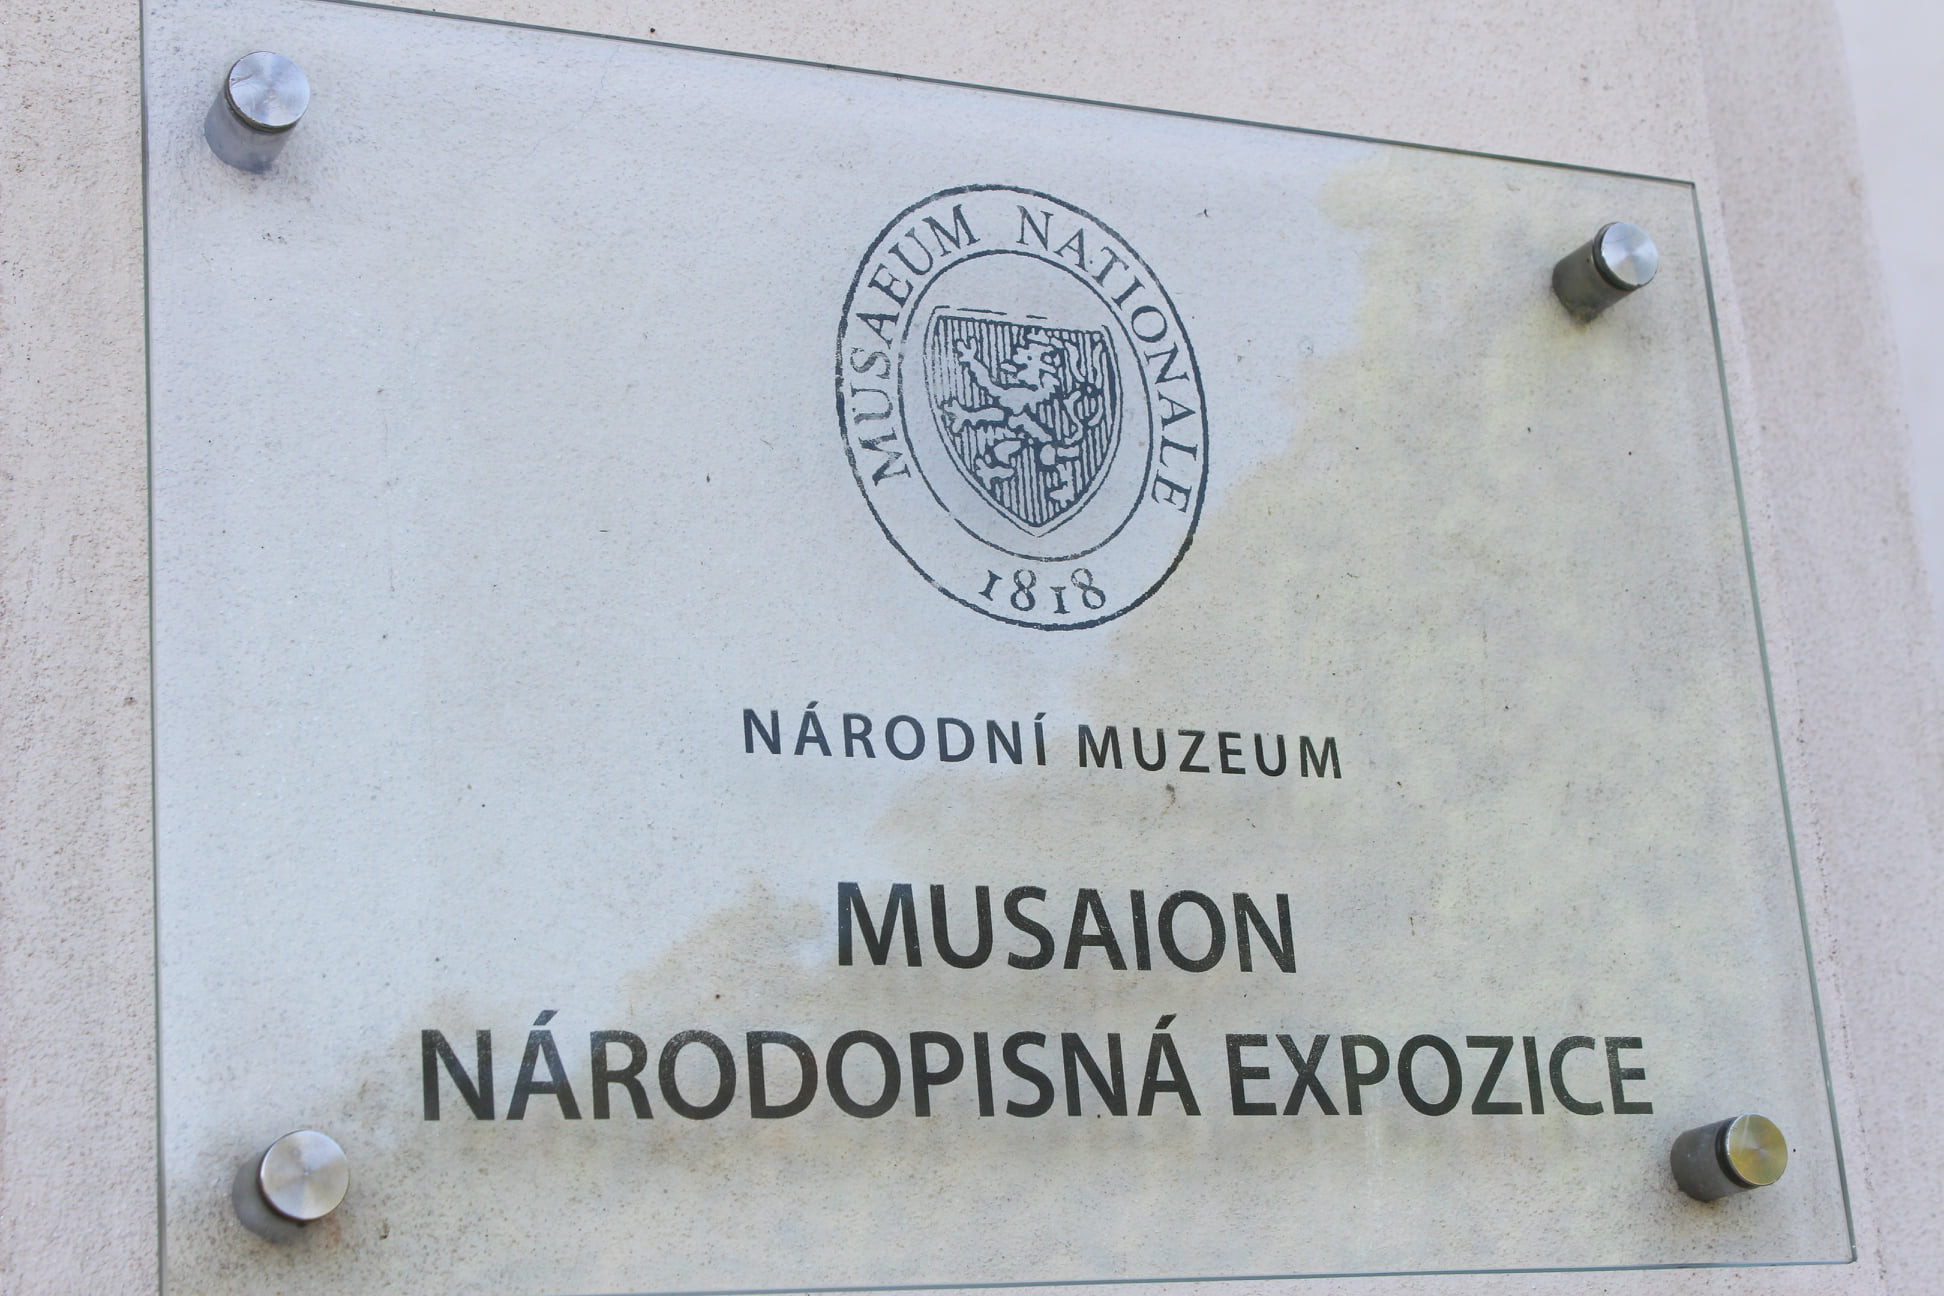 MUSAEUM NATIONALE
1818
NÁRODNÍ MUZEUM
MUSAION
NÁRODOPISNÁ EXPOZICE